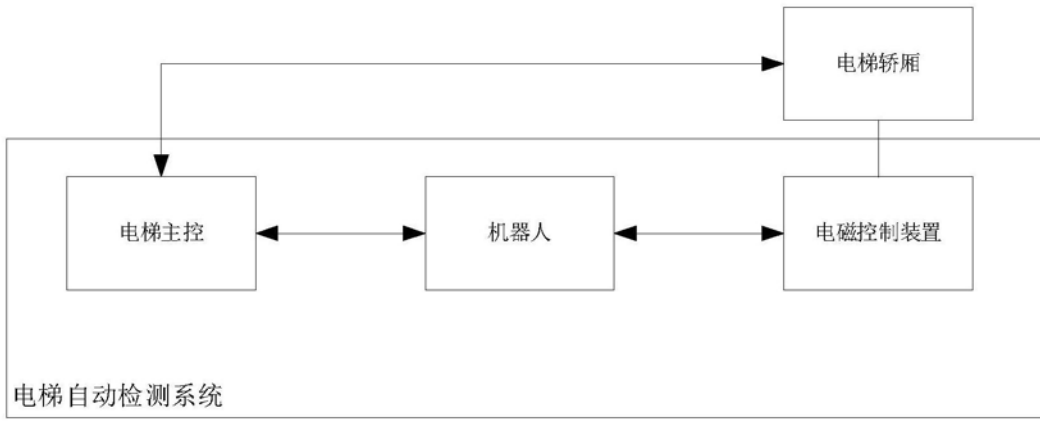 电梯轿厢
电梯主控
机器人
电磁控制装置
电梯自动检测系统